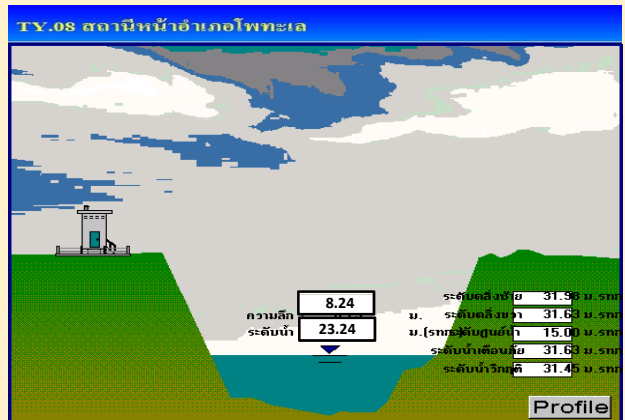 TY.08 สถานีหน้าอำเภอโพทะเล
ระดับตลิ่งซ้าย 31.98 ม.รทก
8.24
ความลึก ม. ระดับตลิ่งขวา 31.63 ม.รทก
ระดับน้ำ 23.24 ม.(รทก.) ระดับศูนย์น้ำ 15.00 ม.รทก
ระดับน้ำเตือนภัย 31.63 ม.รทก
ระดับน้ำวิกฤติ 31.45 ม.รทก
Profile